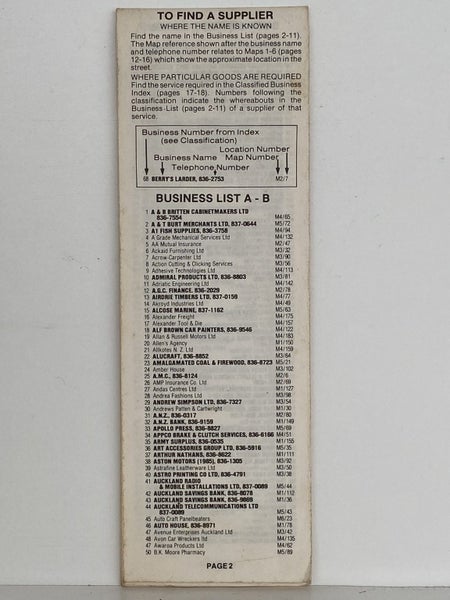 TO FIND A SUPPLIER
WHERE THE NAME IS KNOWN
Find the name in the Business List (pages 2-11).
The Map reference shown after the business name
and telephone number relates to Maps 1-6 (pages
12-16) which show the approximate location in the
street.
WHERE PARTICULAR GOODS ARE REQUIRED
Find the service required in the Classified Business
Index (pages 17-18). Numbers following the
classification indicate the whereabouts in the
Business List (pages 2-11) of a supplier of that
service.
Business Number from Index
(see Classification)
Location Number
Business Name Map Number
Telephone Number
68 BERRY'S LARDER, 836-2753 M2/7
BUSINESS LIST A - B
1 A & B BRITTEN CABINETMAKERS LTD
836-7554 M4/65
2 A & T BURT MERCHANTS LTD, 837-0644 M5/72
3 A1 FISH SUPPLIES, 836-3758 M4/94
4 A Grade Mechanical Services Ltd M4/132
5 AA Mutual Insurance M2/47
6 Ackaid Furnishing Ltd M3/32
7 Acrow-Carpenter Ltd M3/90
8 Action Cutting & Clicking Services M3/56
9 Adhesive Technologies Ltd M4/113
10 ADMIRAL PRODUCTS LTD, 836-8803 M3/81
11 Adriatic Engineering Ltd M4/142
12 A.G.C. FINANCE, 836-2029 M2/78
13 AIRDRIE TIMBERS LTD, 837-0159 M4/77
14 Akroyd Industries Ltd M4/49
15 ALCOSE MARINE, 837-1162 M5/63
16 Alexander Freight M4/175
17 Alexander Tool & Die M4/157
18 ALF BROWN CAR PAINTERS, 836-9546 M4/122
19 Allan & Russell Motors Ltd M4/183
20 Allen's Agency M4/157
21 Allkotes N. Z. Ltd M4/159
22 ALUCRAFT, 836-8852 M3/64
23 AMALGAMATED COAL & FIREWOOD, 836-8723 M5/21
24 Amber House M3/102
25 A.M.C., 836-8124 M2/6
26 AMP Insurance Co. Ltd M2/69
27 Andas Centres Ltd M1/127
28 Andrea Fashions Ltd M3/98
29 ANDREW SIMPSON LTD, 836-7327 M3/54
30 Andrews Patten & Cartwright M1/30
31 A.N.Z., 836-0317 M2/80
32 A.N.Z. BANK, 836-9159 M1/149
33 APOLLO PRESS, 836-8827 M5/69
34 APPCO BRAKE & CLUTCH SERVICES, 836-6166 M4/51
35 ARMY SURPLUS, 836-0535 M1/155
36 ART ACCESSORIES GROUP LTD, 836-5916 M5/35
37 ARTHUR NATHANS, 836-8622 M1/111
38 ASTON MOTORS (1985), 836-1305 M3/92
39 Astrafine Leatherware Ltd M3/50
40 ASTRO PRINTING CO LTD, 836-4791 M3/38
41 AUCKLAND RADIO
& MOBILE INSTALLATIONS LTD, 837-0089 M5/44
42 AUCKLAND SAVINGS BANK, 836-8078 M1/112
43 AUCKLAND SAVINGS BANK, 836-9069 M1/36
44 AUCKLAND TELECOMMUNICATIONS LTD
837-0089 M5/43
45 Auto Craft Panelbeaters M6/23
46 AUTO HOUSE, 836-8971 M1/78
47 Avenue Enterprises Auckland Ltd M3/42
48 Avon Car Wreckers ltd M4/135
47 Awaroa Products Ltd M4/62
50 B.K. Moore Pharmacy M5/89
PAGE 2